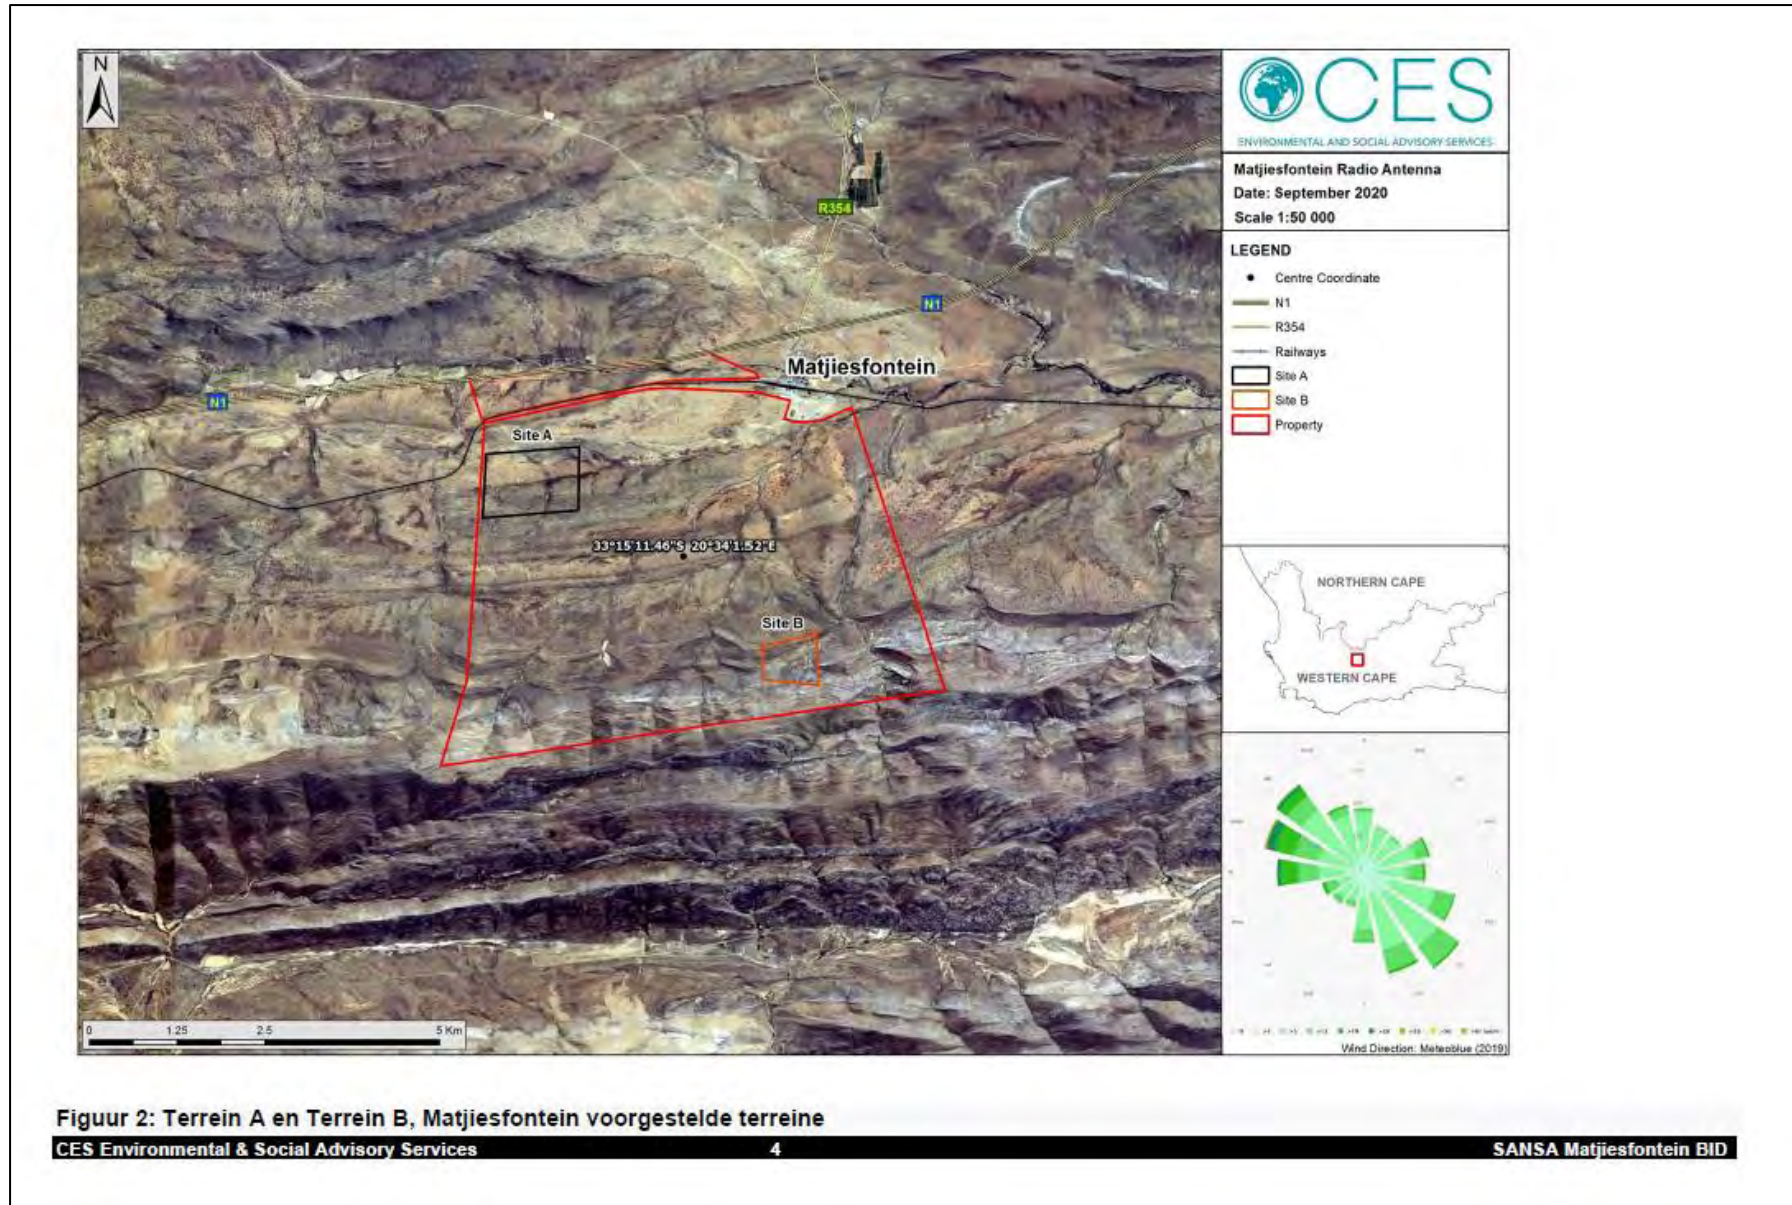 N
CES
ENVIRONMENTAL AND SOCIAL ADVISORY SERVICES
Matjiesfontein Radio Antenna
Date: September 2020
Scale 1:50 000
LEGEND
Centre Coordinate
N1
R354
Railways
Site A
Site B
Property
R354
N1
Matjiesfontein
N1
Site A
33°15'11.46"S 20°34'1.52"E
Site B
NORTHERN CAPE
WESTERN CAPE
0 1.25 2.5 5 Km
Wind Direction: Meteoblue (2019)
Figuur 2: Terrein A en Terrein B, Matjiesfontein voorgestelde terreine
CES Environmental & Social Advisory Services 4 SANSA Matjiesfontein BID